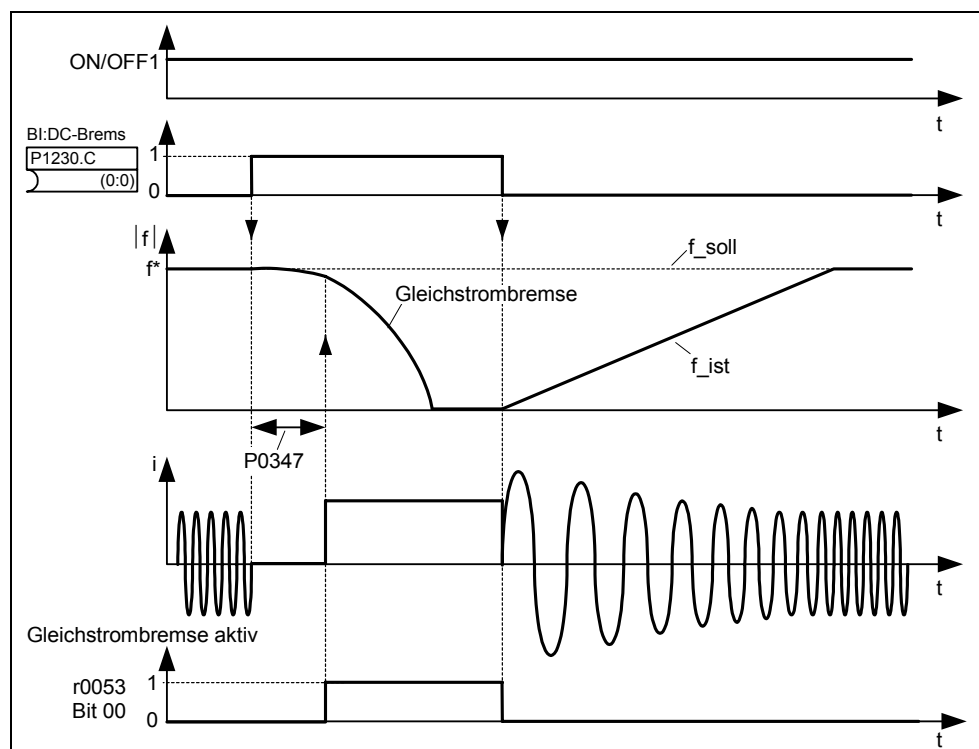 ON/OFF1
t
BI:DC-Brems
P1230.C
(0:0)
1
0
t
|f|
f*
f_soll
Gleichstrombremse
f_ist
t
P0347
i
t
Gleichstrombremse aktiv
r0053
Bit 00
1
0
t